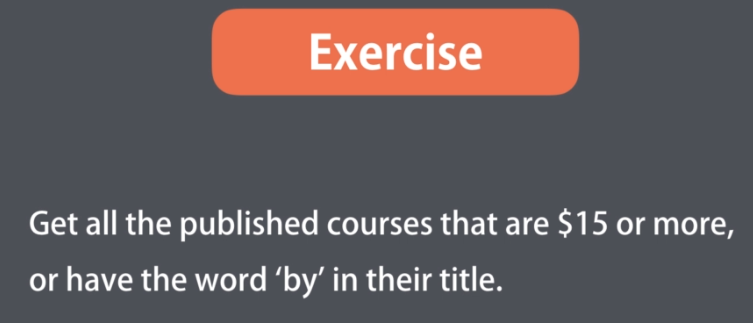 Exercise
Get all the published courses that are $15 or more,
or have the word ‘by’ in their title.